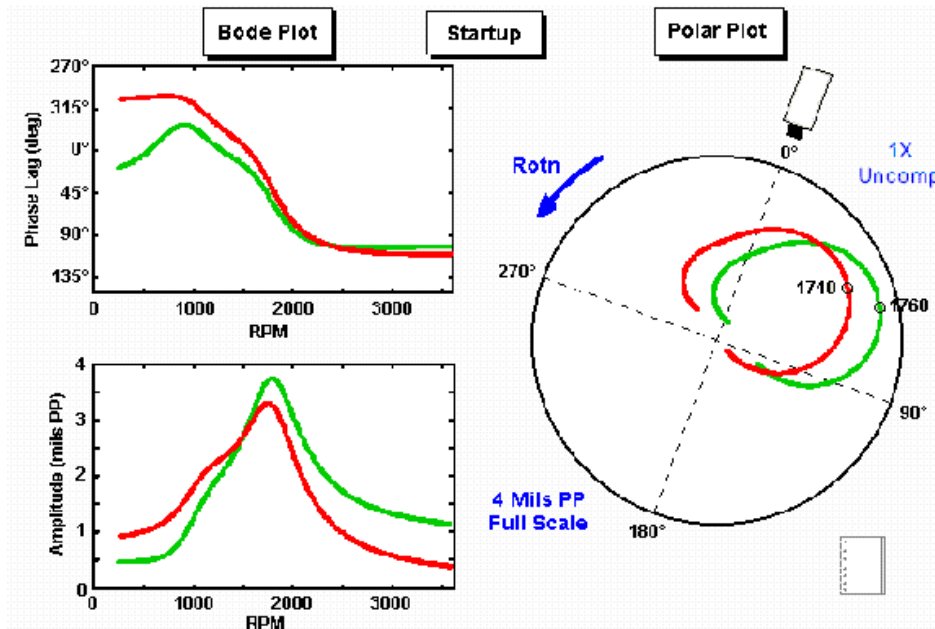 Bode Plot
Startup
Polar Plot
Phase Lag (deg)
270°
315°
0°
45°
90°
135°
0
1000
2000
3000
RPM
Amplitude (mils PP)
4
3
2
1
0
0
1000
2000
3000
RPM
0°
1X
Uncomp
Rotn
270°
1740
1760
90°
4 Mils PP
Full Scale
180°